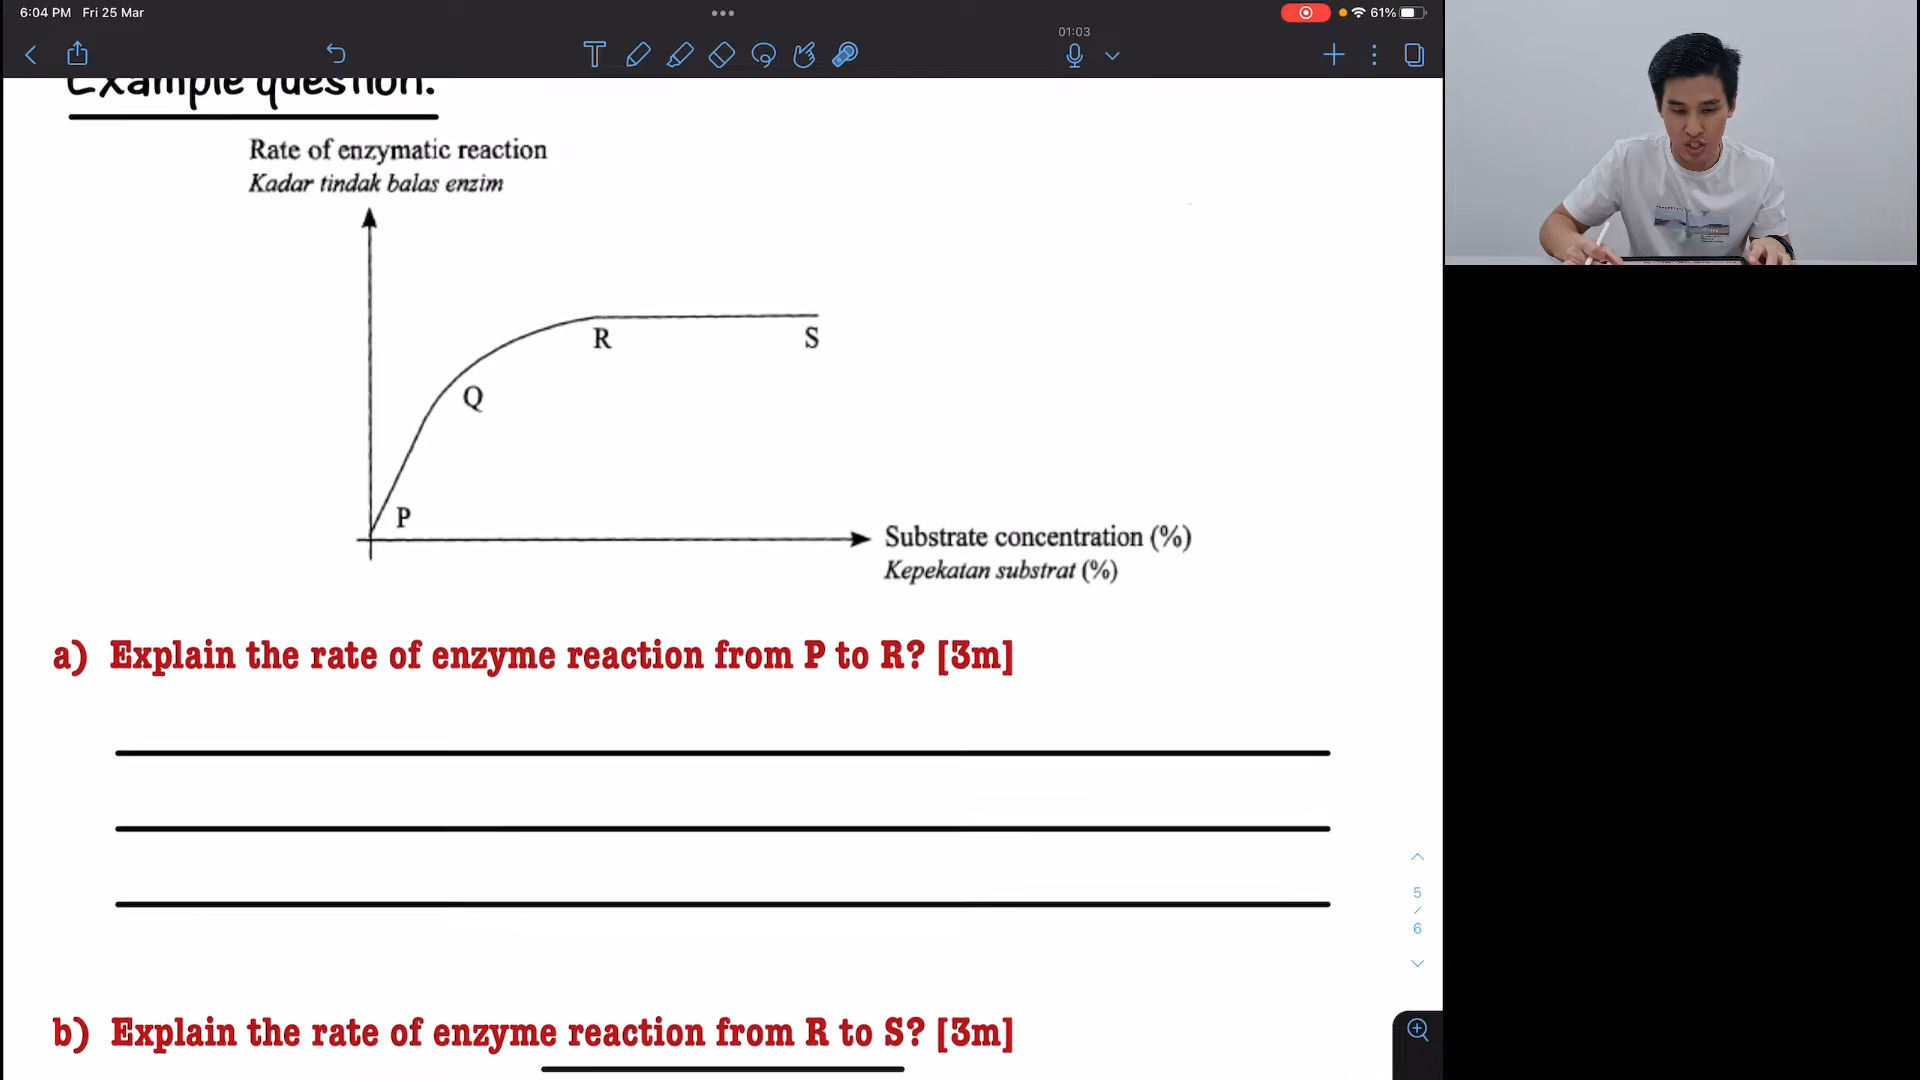 6:04 PM Fri 25 Mar
61%
01:03
Example question:
Rate of enzymatic reaction
Kadar tindak balas enzim
R
S
Q
P
Substrate concentration (%)
Kepekatan substrat (%)
a) Explain the rate of enzyme reaction from P to R? [3m]
5
/
6
b) Explain the rate of enzyme reaction from R to S? [3m]